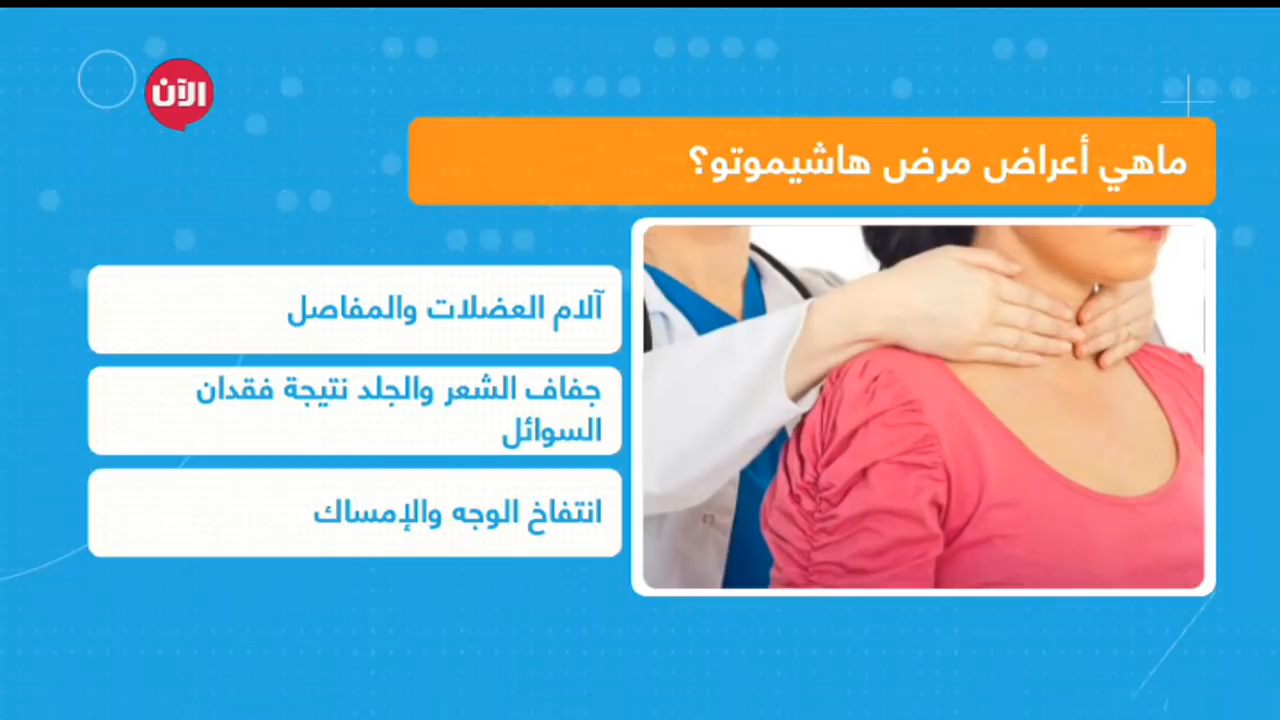 الآن
ماهي أعراض مرض هاشيموتو؟
آلام العضلات والمفاصل
جفاف الشعر والجلد نتيجة فقدان
السوائل
انتفاخ الوجه والإمساك